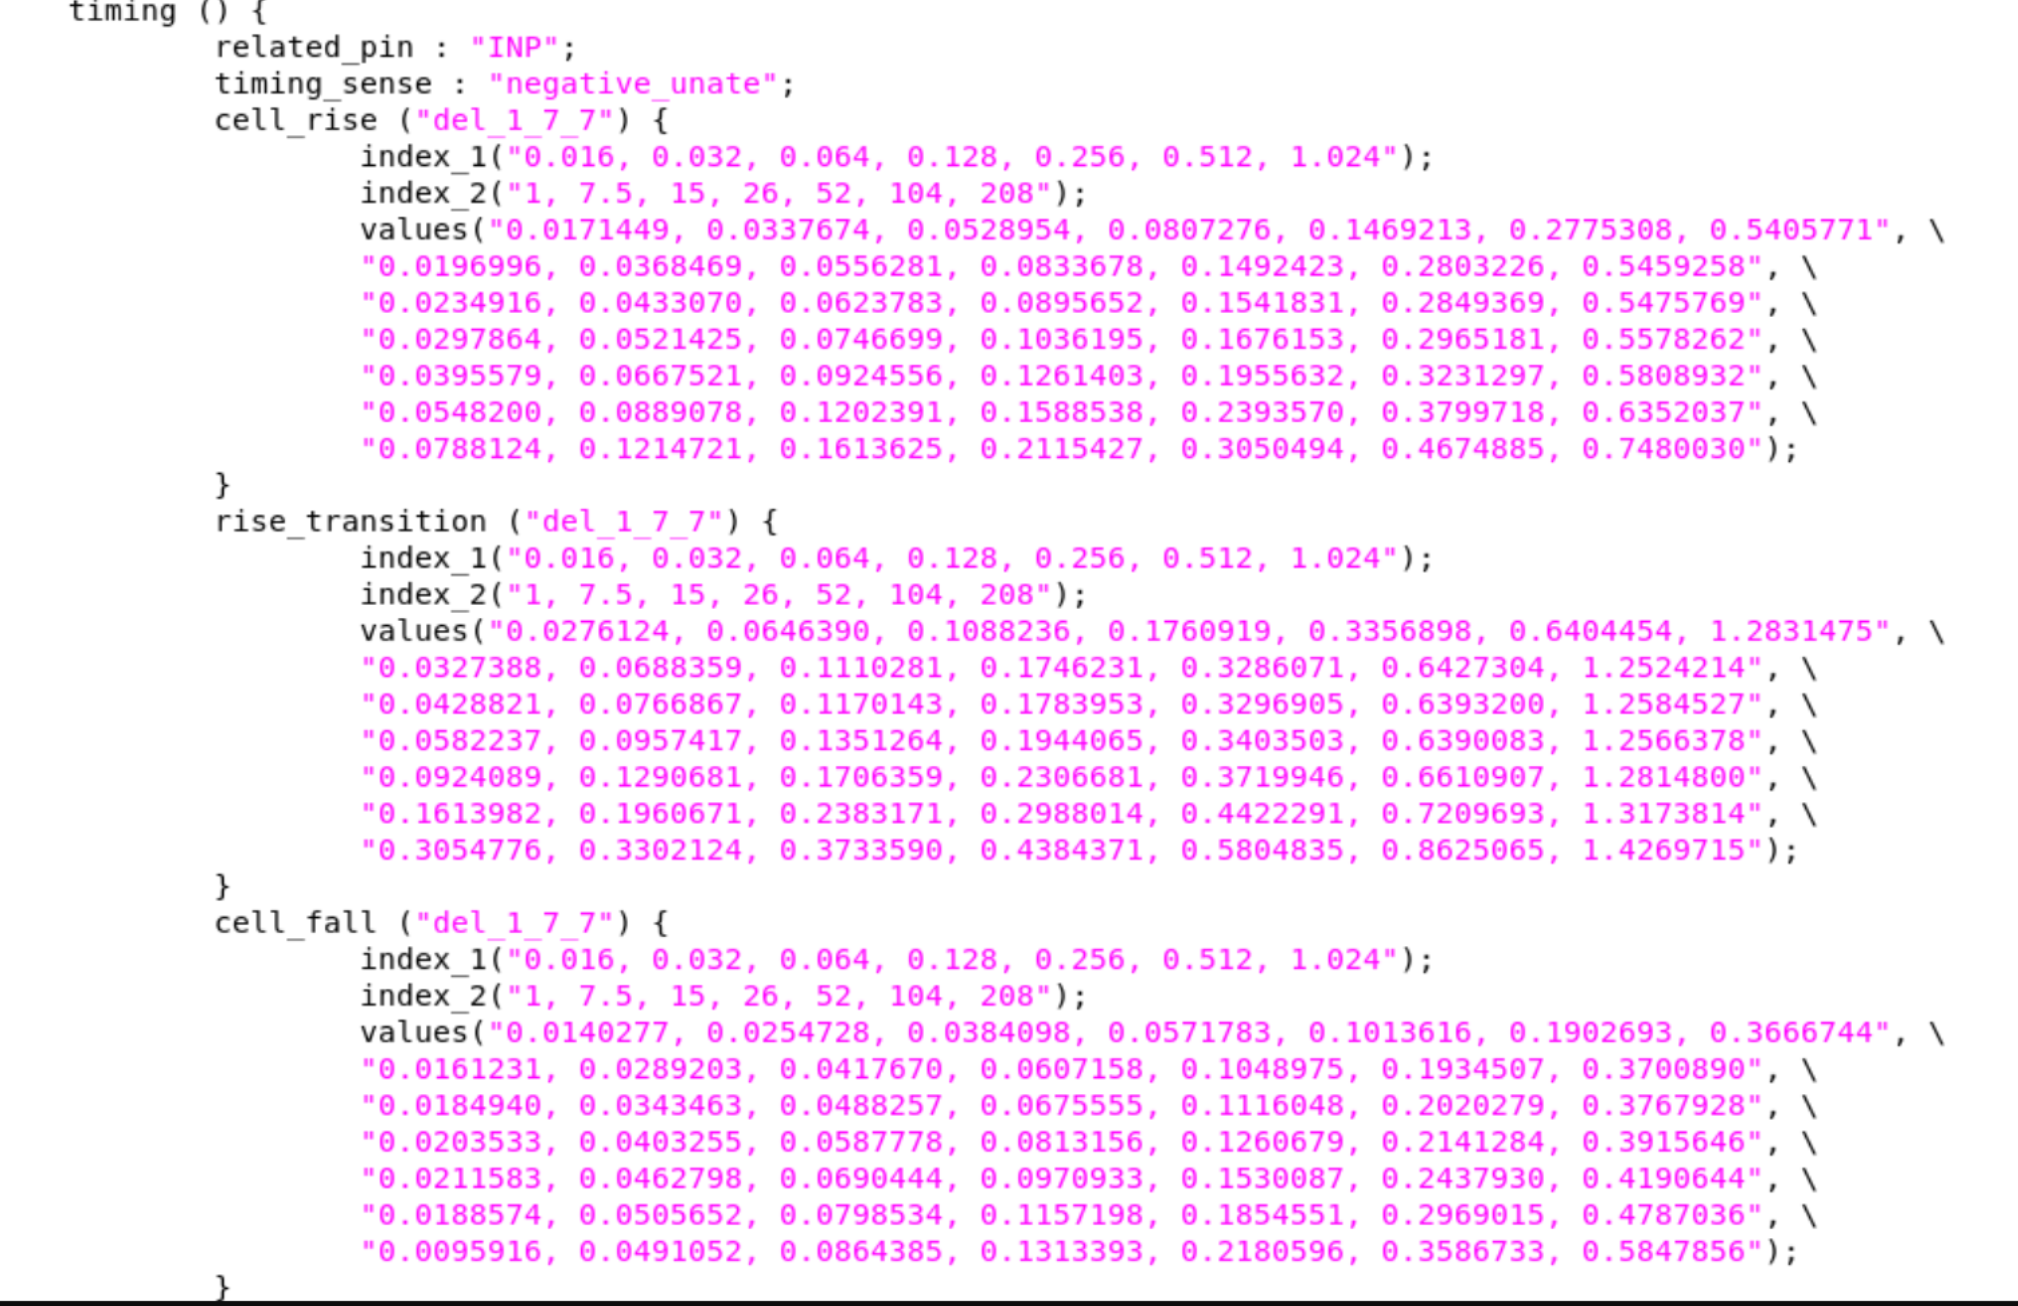 timing () {
related_pin : "INP";
timing_sense : "negative_unate";
cell_rise ("del_1_7_7") {
index_1("0.016, 0.032, 0.064, 0.128, 0.256, 0.512, 1.024");
index_2("1, 7.5, 15, 26, 52, 104, 208");
values("0.0171449, 0.0337674, 0.0528954, 0.0807276, 0.1469213, 0.2775308, 0.5405771", \
"0.0196996, 0.0368469, 0.0556281, 0.0833678, 0.1492423, 0.2803226, 0.5459258", \
"0.0234916, 0.0433070, 0.0623783, 0.0895652, 0.1541831, 0.2849369, 0.5475769", \
"0.0297864, 0.0521425, 0.0746699, 0.1036195, 0.1676153, 0.2965181, 0.5578262", \
"0.0395579, 0.0667521, 0.0924556, 0.1261403, 0.1955632, 0.3231297, 0.5808932", \
"0.0548200, 0.0889078, 0.1202391, 0.1588538, 0.2393570, 0.3799718, 0.6352037", \
"0.0788124, 0.1214721, 0.1613625, 0.2115427, 0.3050494, 0.4674885, 0.7480030");
}
rise_transition ("del_1_7_7") {
index_1("0.016, 0.032, 0.064, 0.128, 0.256, 0.512, 1.024");
index_2("1, 7.5, 15, 26, 52, 104, 208");
values("0.0276124, 0.0646390, 0.1088236, 0.1760919, 0.3356898, 0.6404454, 1.2831475", \
"0.0327388, 0.0688359, 0.1110281, 0.1746231, 0.3286071, 0.6427304, 1.2524214", \
"0.0428821, 0.0766867, 0.1170143, 0.1783953, 0.3296905, 0.6393200, 1.2584527", \
"0.0582237, 0.0957417, 0.1351264, 0.1944065, 0.3403503, 0.6390083, 1.2566378", \
"0.0924089, 0.1290681, 0.1706359, 0.2306681, 0.3719946, 0.6610907, 1.2814800", \
"0.1613982, 0.1960671, 0.2383171, 0.2988014, 0.4422291, 0.7209693, 1.3173814", \
"0.3054776, 0.3302124, 0.3733590, 0.4384371, 0.5804835, 0.8625065, 1.4269715");
}
cell_fall ("del_1_7_7") {
index_1("0.016, 0.032, 0.064, 0.128, 0.256, 0.512, 1.024");
index_2("1, 7.5, 15, 26, 52, 104, 208");
values("0.0140277, 0.0254728, 0.0384098, 0.0571783, 0.1013616, 0.1902693, 0.3666744", \
"0.0161231, 0.0289203, 0.0417670, 0.0607158, 0.1048975, 0.1934507, 0.3700890", \
"0.0184940, 0.0343463, 0.0488257, 0.0675555, 0.1116048, 0.2020279, 0.3767928", \
"0.0203533, 0.0403255, 0.0587778, 0.0813156, 0.1260679, 0.2141284, 0.3915646", \
"0.0211583, 0.0462798, 0.0690444, 0.0970933, 0.1530087, 0.2437930, 0.4190644", \
"0.0188574, 0.0505652, 0.0798534, 0.1157198, 0.1854551, 0.2969015, 0.4787036", \
"0.0095916, 0.0491052, 0.0864385, 0.1313393, 0.2180596, 0.3586733, 0.5847856");
}